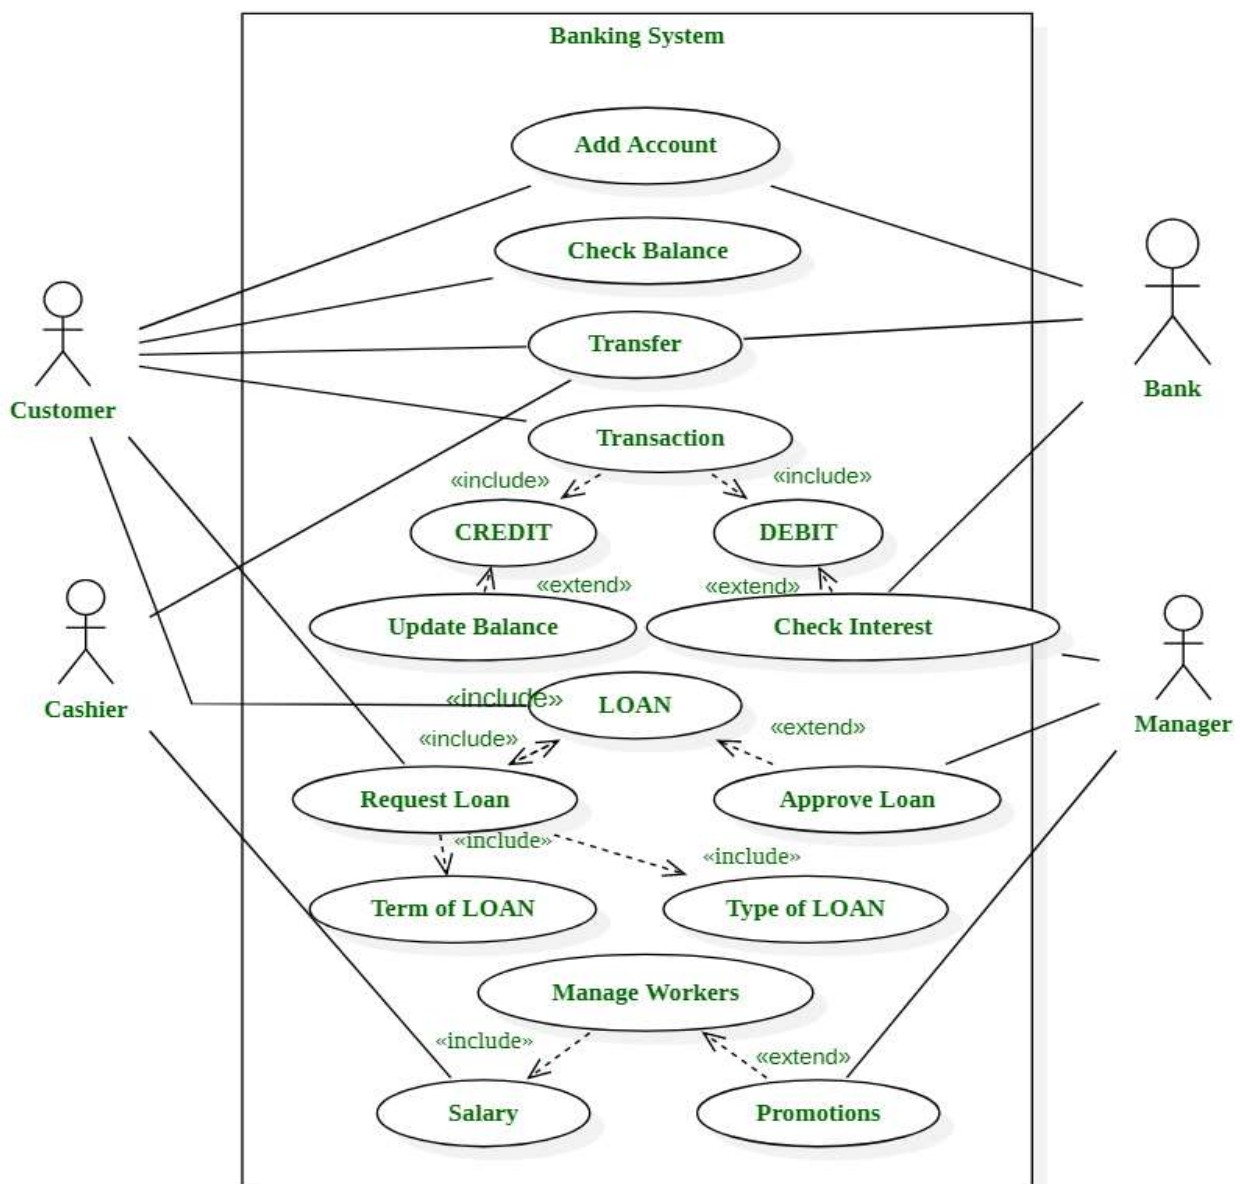 Banking System
Add Account
Check Balance
Transfer
Bank
Customer
Transaction
«include»
«include»
CREDIT
DEBIT
«extend»
«extend»
Update Balance
Check Interest
«include»
LOAN
Cashier
Manager
«include»
«extend»
Request Loan
Approve Loan
«include»
«include»
Term of LOAN
Type of LOAN
Manage Workers
«include»
«extend»
Salary
Promotions